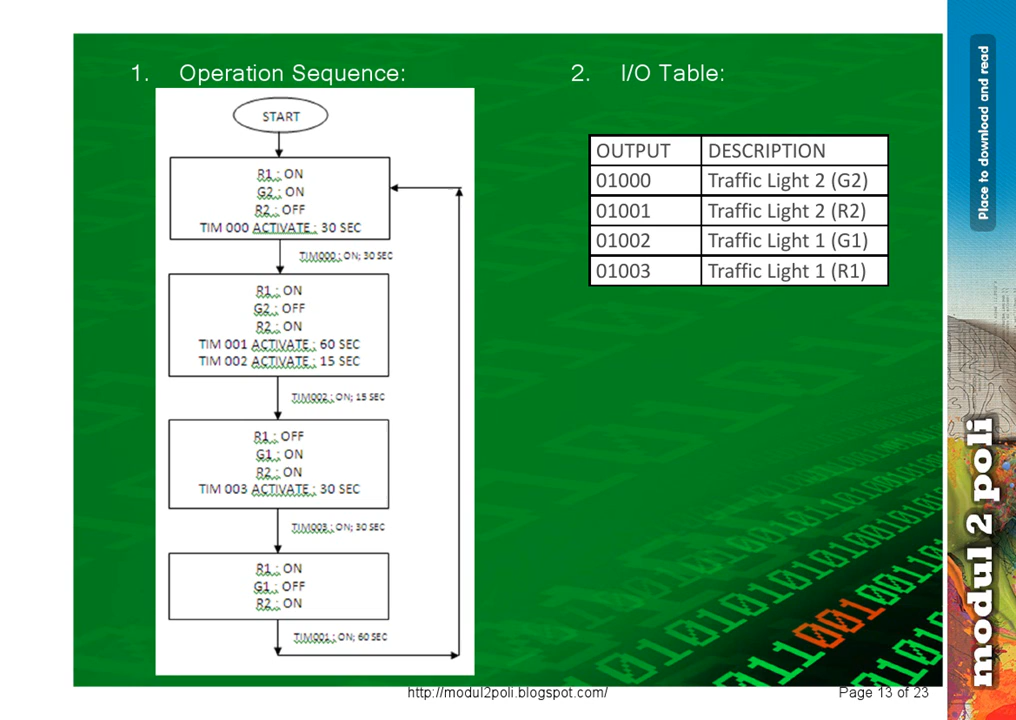 1. Operation Sequence:
START
R1 : ON
G2 : ON
R2 : OFF
TIM 000 ACTIVATE : 30 SEC
TIM000 : ON; 30 SEC
R1 : ON
G2 : OFF
R2 : ON
TIM 001 ACTIVATE : 60 SEC
TIM 002 ACTIVATE : 15 SEC
TIM002 : ON; 15 SEC
R1 : OFF
G1 : ON
R2 : ON
TIM 003 ACTIVATE : 30 SEC
TIM003 : ON; 30 SEC
R1 : ON
G1 : OFF
R2 : ON
TIM001 : ON; 60 SEC
2. I/O Table:
OUTPUT DESCRIPTION
01000 Traffic Light 2 (G2)
01001 Traffic Light 2 (R2)
01002 Traffic Light 1 (G1)
01003 Traffic Light 1 (R1)
http://modul2poli.blogspot.com/
Page 13 of 23
Place to download and read
modul 2 poli